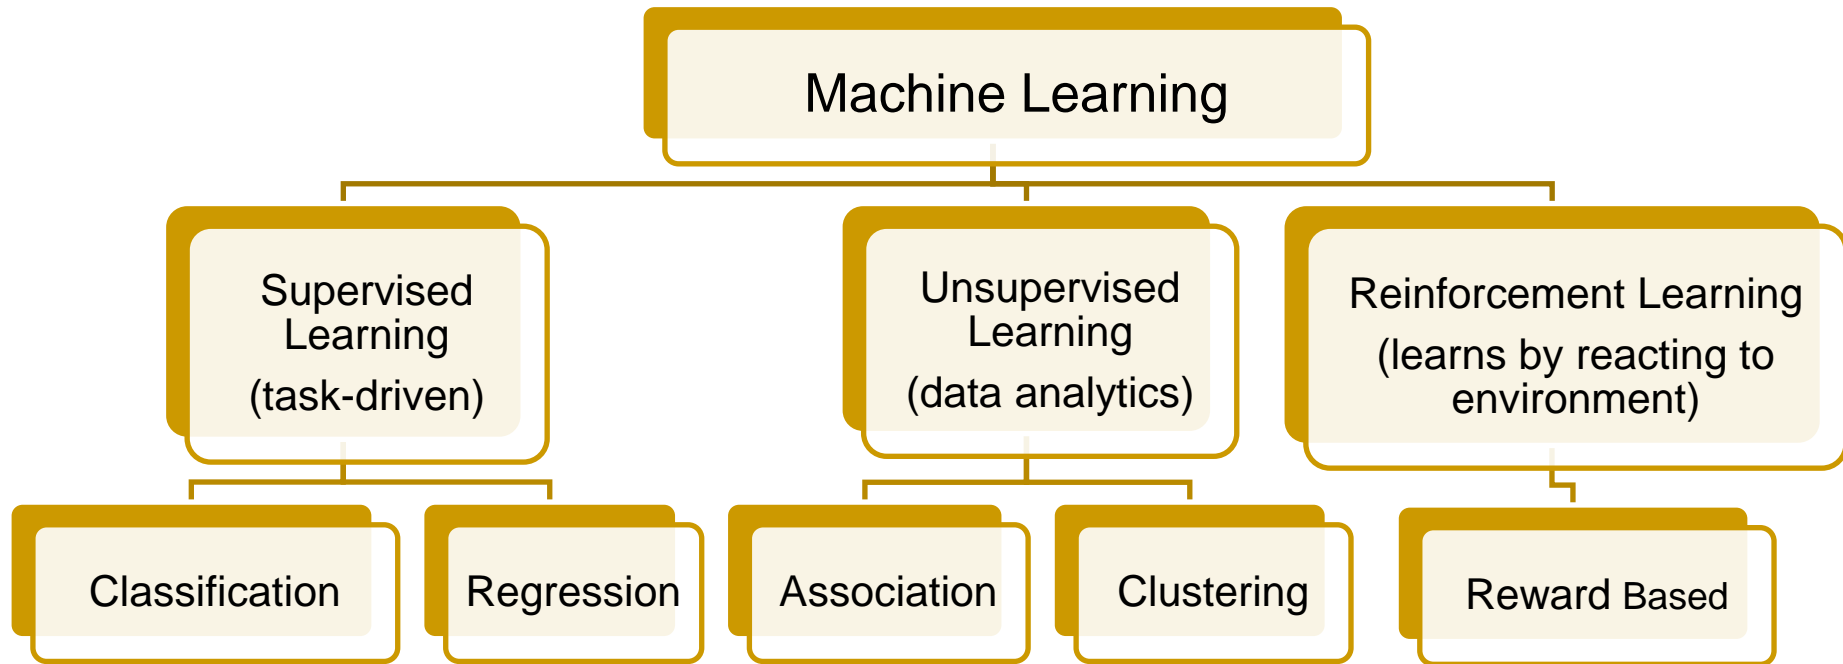 Machine Learning
Supervised
Learning
(task-driven)
Unsupervised
Learning
(data analytics)
Reinforcement Learning
(learns by reacting to
environment)
Classification
Regression
Association
Clustering
Reward Based